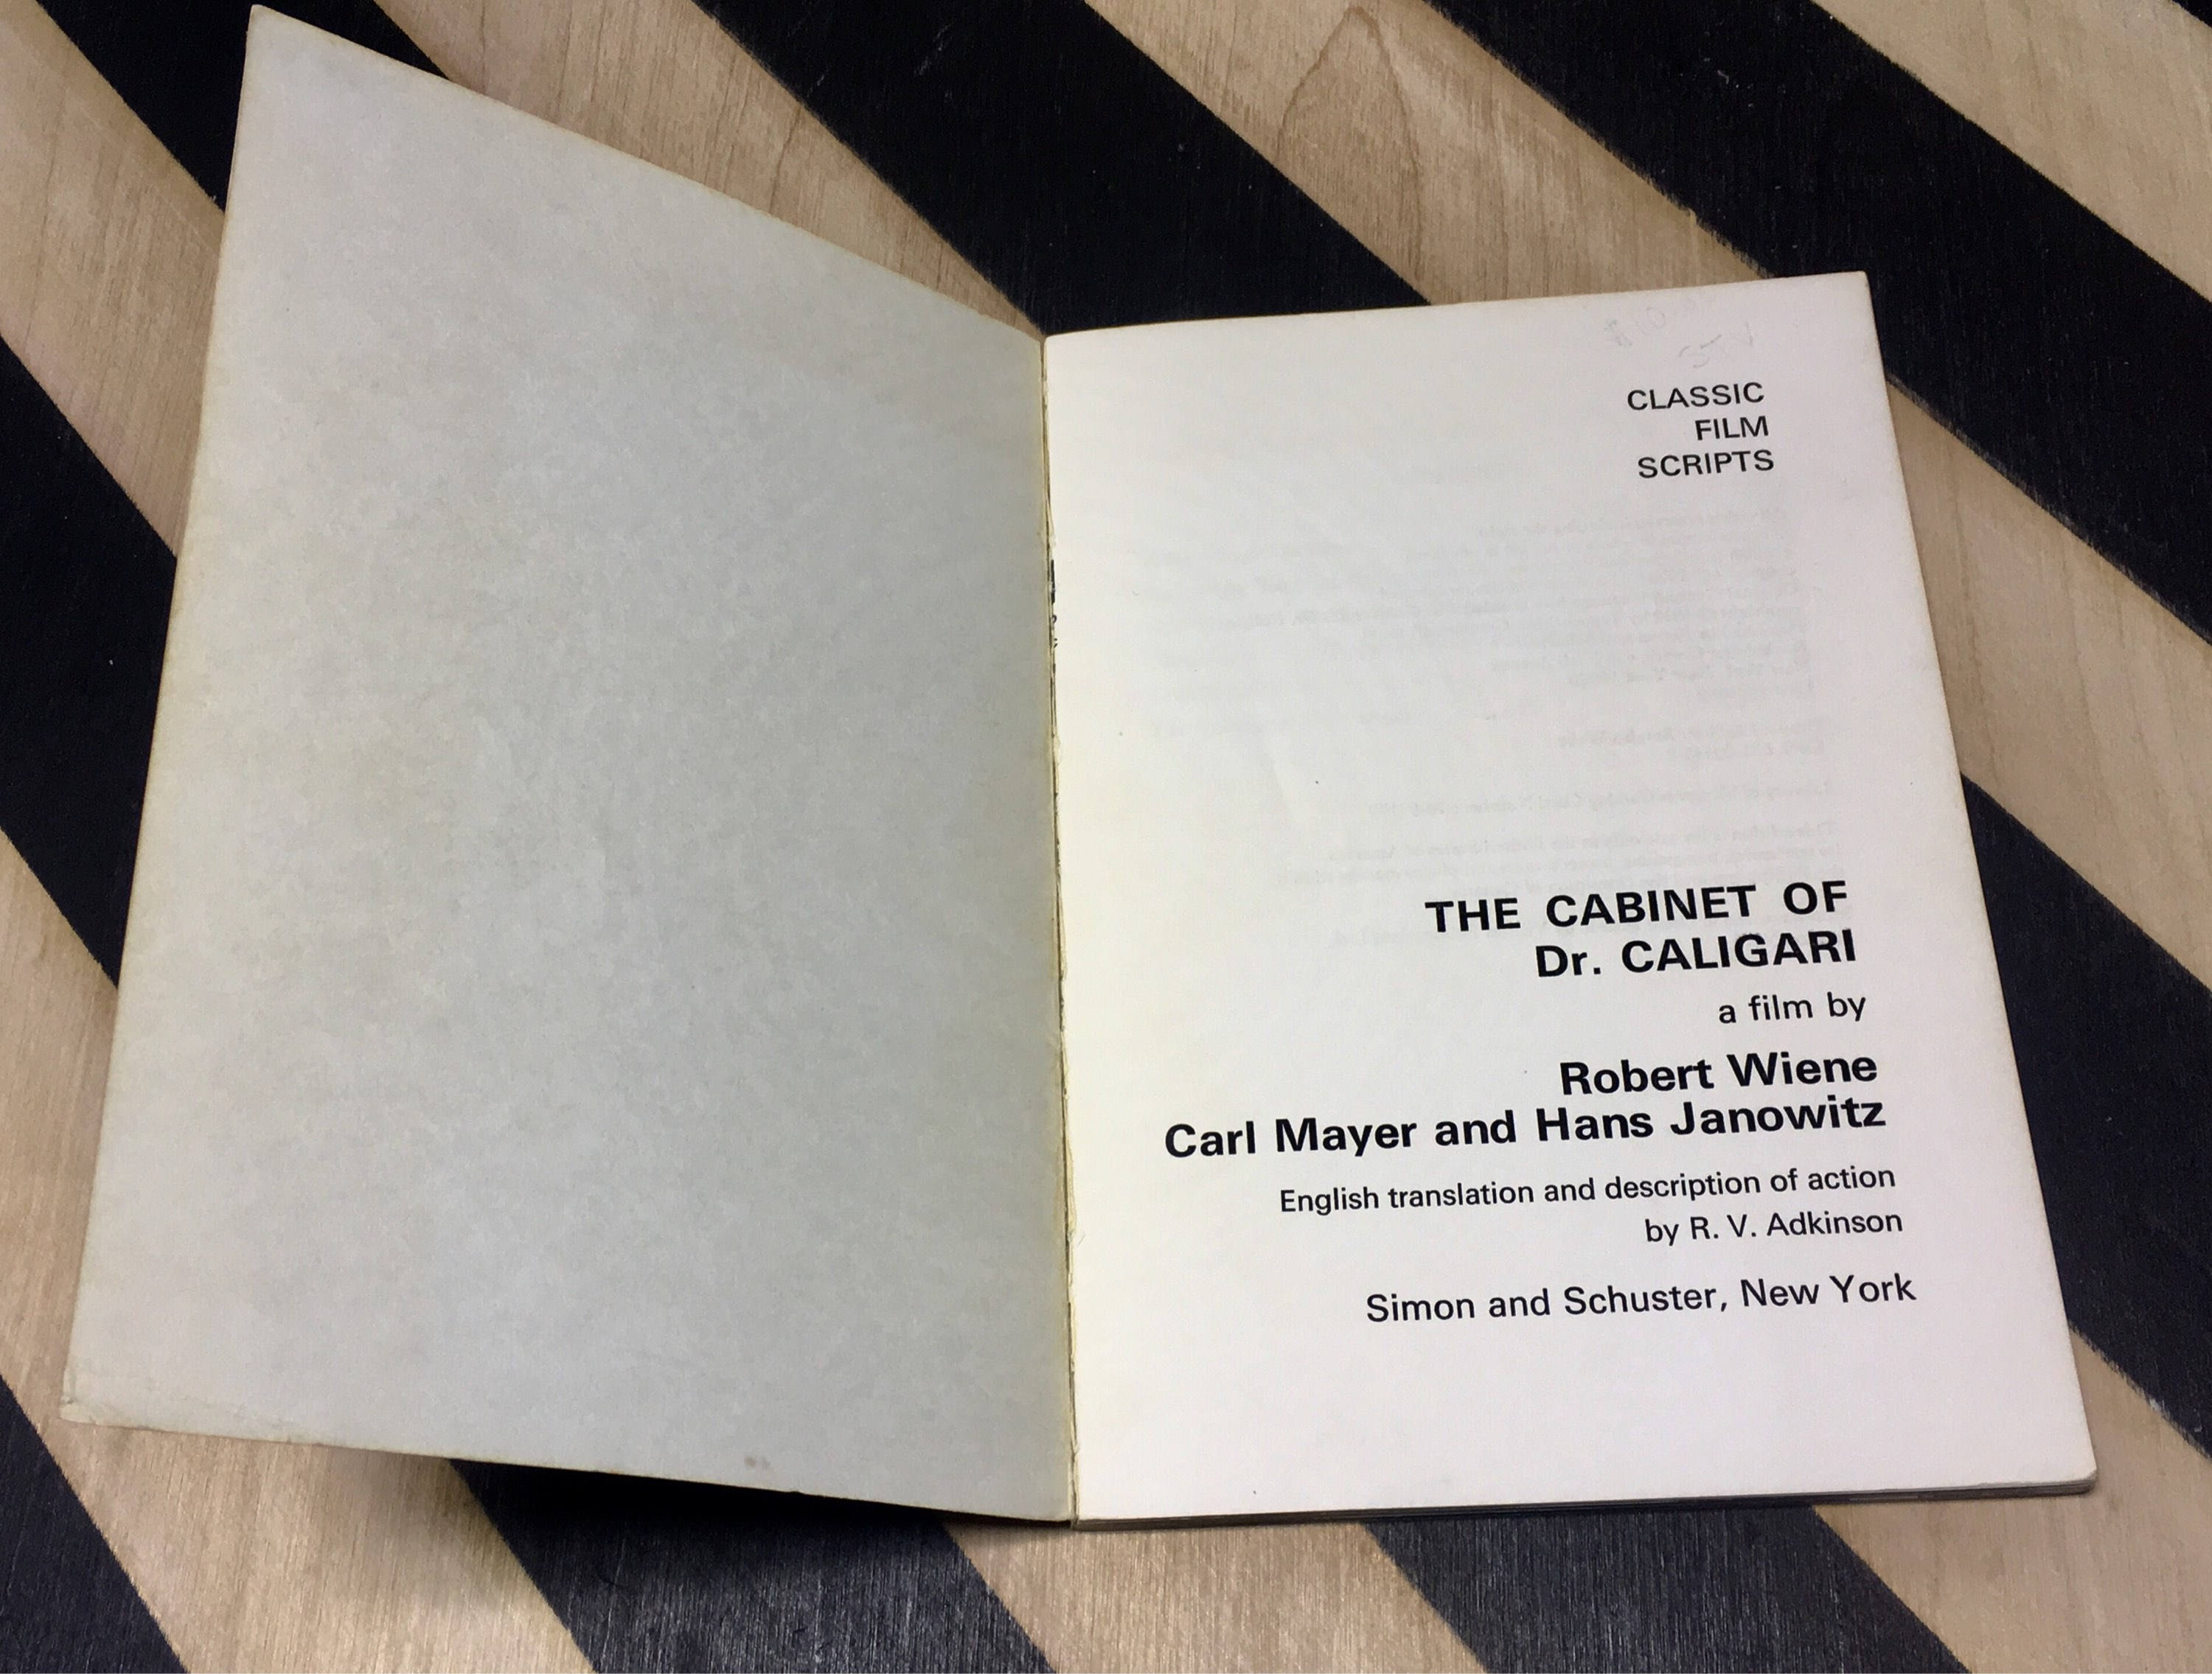 CLASSIC
FILM
SCRIPTS
THE CABINET OF
Dr. CALIGARI
a film by
Robert Wiene
Carl Mayer and Hans Janowitz
English translation and description of action
by R. V. Adkinson
Simon and Schuster, New York